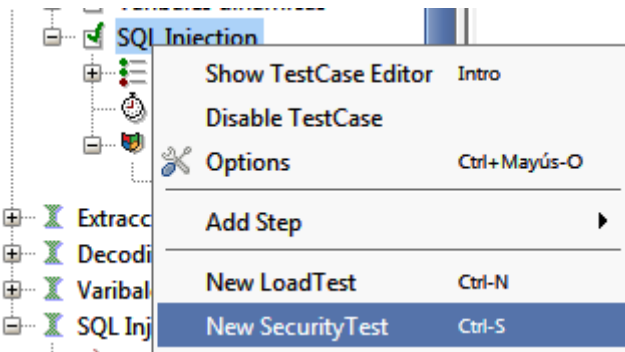 SQL Injection
Show TestCase Editor Intro
Disable TestCase
Options Ctrl+Mayús-O
Extracc
Add Step
Decodi
New LoadTest Ctrl-N
Varibal
SQL Inj
New SecurityTest Ctrl-S